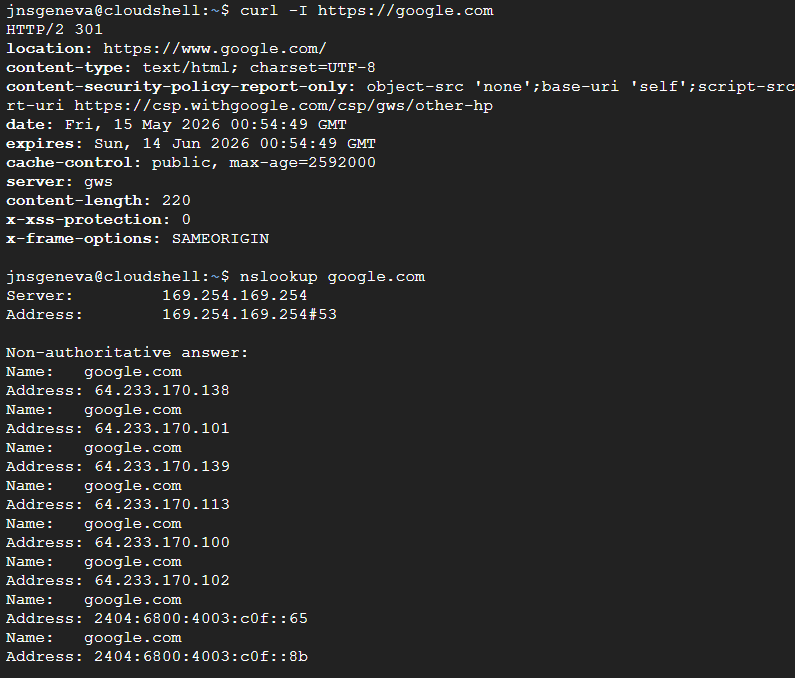 jnsgeneva@cloudshell:~$ curl -I https://google.com
HTTP/2 301
location: https://www.google.com/
content-type: text/html; charset=UTF-8
content-security-policy-report-only: object-src 'none';base-uri 'self';script-src
rt-uri https://csp.withgoogle.com/csp/gws/other-hp
date: Fri, 15 May 2026 00:54:49 GMT
expires: Sun, 14 Jun 2026 00:54:49 GMT
cache-control: public, max-age=2592000
server: gws
content-length: 220
x-xss-protection: 0
x-frame-options: SAMEORIGIN

jnsgeneva@cloudshell:~$ nslookup google.com
Server:         169.254.169.254
Address:        169.254.169.254#53

Non-authoritative answer:
Name:   google.com
Address: 64.233.170.138
Name:   google.com
Address: 64.233.170.101
Name:   google.com
Address: 64.233.170.139
Name:   google.com
Address: 64.233.170.113
Name:   google.com
Address: 64.233.170.100
Name:   google.com
Address: 64.233.170.102
Name:   google.com
Address: 2404:6800:4003:c0f::65
Name:   google.com
Address: 2404:6800:4003:c0f::8b